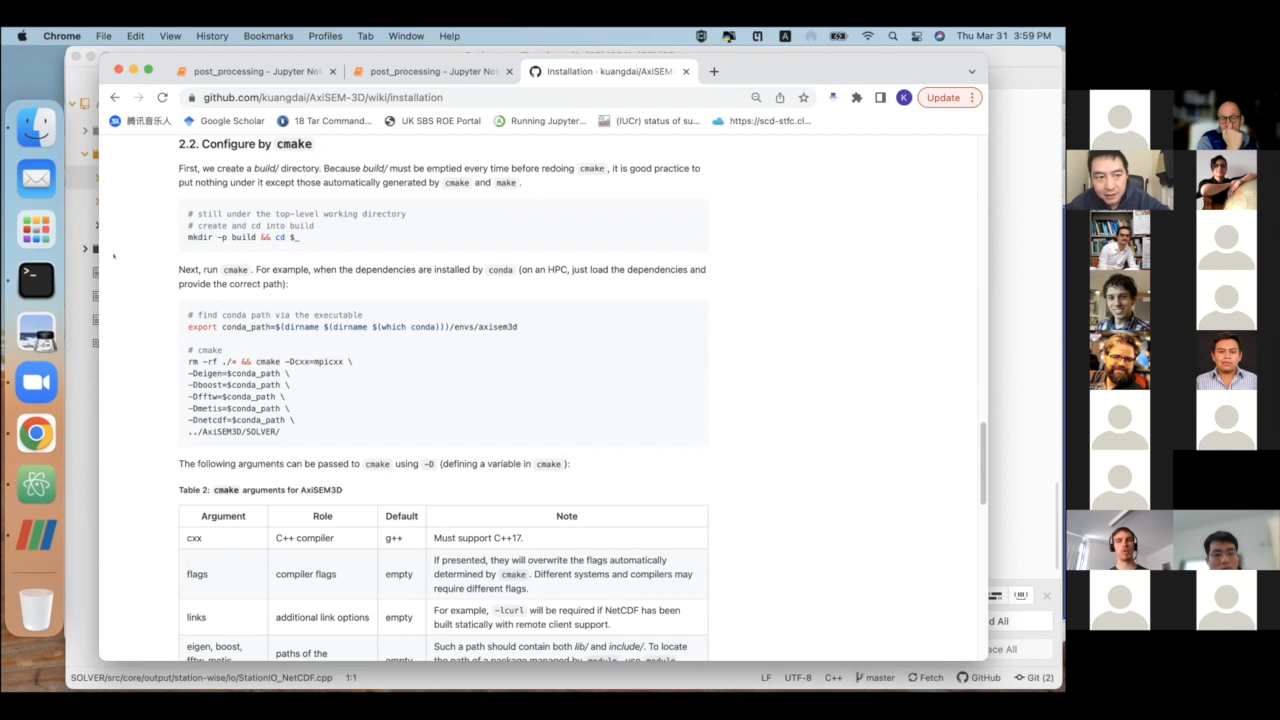 Chrome File Edit View History Bookmarks Profiles Tab Window Help Thu Mar 31 3:59 PM
post_processing - Jupyter Not
post_processing - Jupyter Not
Installation · kuangdai/AxiSEM
github.com/kuangdai/AxiSEM-3D/wiki/installation
K
Update
腾讯音乐人
Google Scholar
18 Tar Command...
UK SBS ROE Portal
Running Jupyter...
(IUCr) status of su...
https://scd-stfc.ca...
2.2. Configure by cmake
First, we create a build/ directory. Because build/ must be emptied every time before redoing cmake, it is good practice to
put nothing under it except those automatically generated by cmake and make.
# still under the top-level working directory
# create and cd into build
mkdir -p build && cd $_
Next, run cmake. For example, when the dependencies are installed by conda (on an HPC, just load the dependencies and
provide the correct path):
# find conda path via the executable
export conda_path=$(dirname $(dirname $(which conda)))/envs/axisem3d
# cmake
rm -rf ./* && cmake -Dcxx=mpicxx \
-Deigen=$conda_path \
-Dboost=$conda_path \
-Dfftw=$conda_path \
-Dmetis=$conda_path \
-Dnetcdf=$conda_path \
../AxiSEM3D/SOLVER/
The following arguments can be passed to cmake using -D (defining a variable in cmake):
Table 2: cmake arguments for AxiSEM3D
Argument Role Default Note
cxx C++ compiler g++ Must support C++17.
flags compiler flags empty If presented, they will overwrite the flags automatically
determined by cmake. Different systems and compilers may
require different flags.
links additional link options empty For example, -lcurl will be required if NetCDF has been
built statically with remote client support.
eigen, boost, paths of the Such a path should contain both lib/ and include/. To locate
d All
ace All
SOLVER/src/core/output/station-wise/io/StationIO_NetCDF.cpp 1:1 LF UTF-8 C++ master Fetch GitHub Git (2)